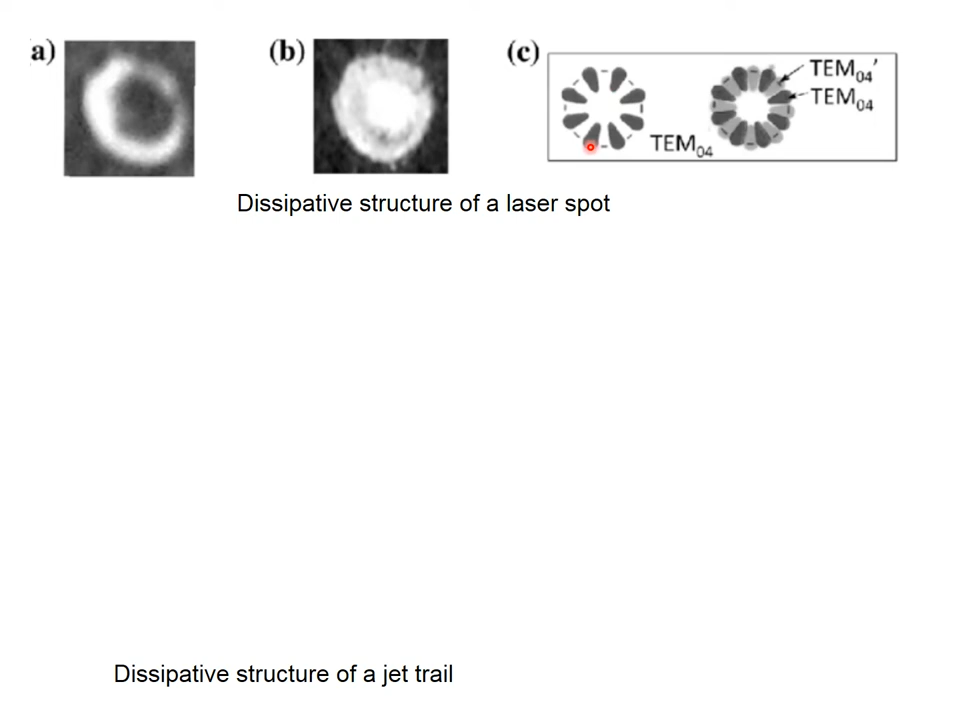 a)
(b)
(c)
TEM04′
TEM04
TEM04
Dissipative structure of a laser spot
Dissipative structure of a jet trail